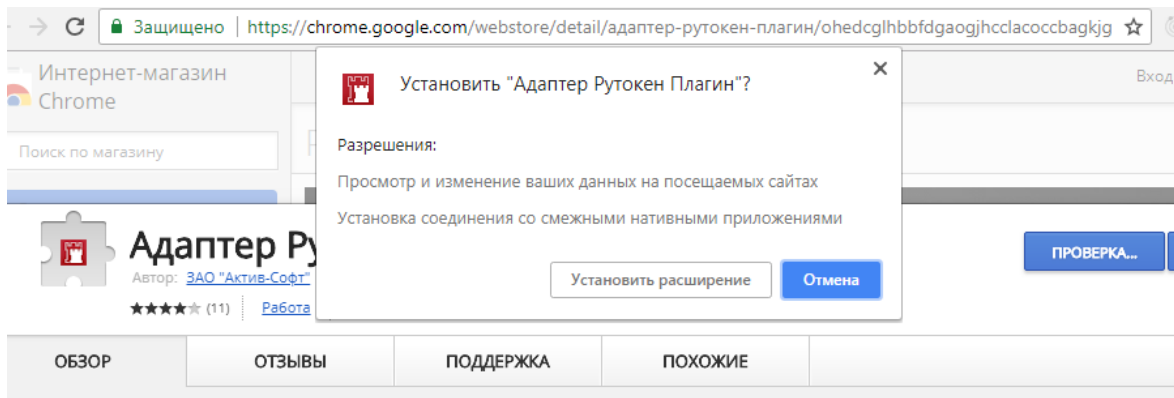 Защищено | https://chrome.google.com/webstore/detail/адаптер-рутокен-плагин/ohedcglhbbfdgaogjhcclacoccbagkjg
Интернет-магазин
Chrome
Вход
Поиск по магазину
Установить "Адаптер Рутокен Плагин"?
Разрешения:
Просмотр и изменение ваших данных на посещаемых сайтах
Установка соединения со смежными нативными приложениями
Установить расширение
Отмена
Адаптер Ру
Автор: ЗАО "Актив-Софт"
(11) Работа
ПРОВЕРКА...
ОБЗОР ОТЗЫВЫ ПОДДЕРЖКА ПОХОЖИЕ